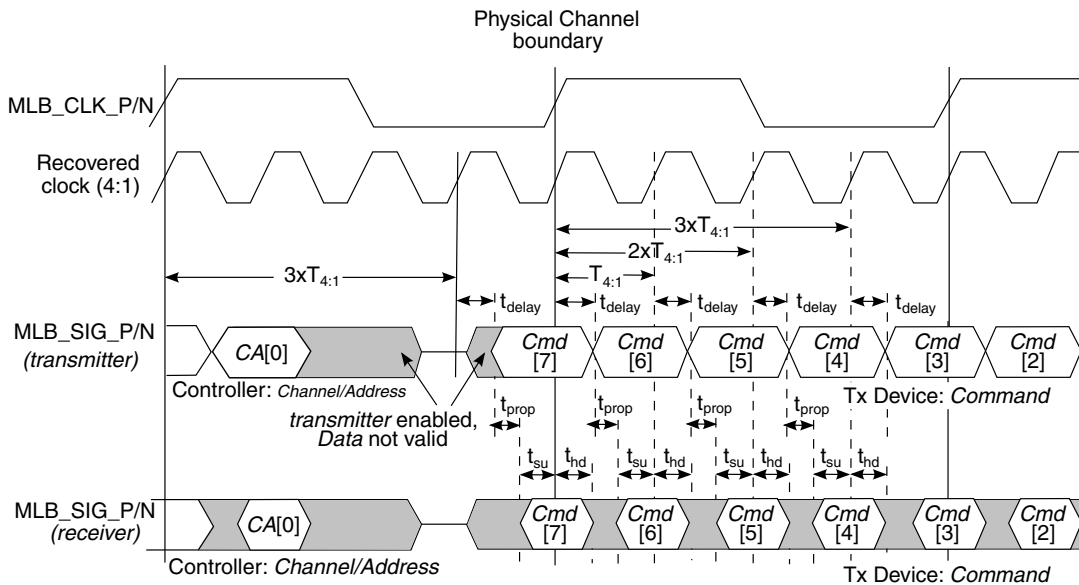 Physical Channel
boundary
MLB_CLK_P/N
Recovered
clock (4:1)
3xT4:1
2xT4:1
3xT4:1
T4:1
tdelay tdelay tdelay tdelay tdelay
MLB_SIG_P/N
(transmitter)
CA[0]
Cmd
[7]
Cmd
[6]
Cmd
[5]
Cmd
[4]
Cmd
[3]
Cmd
[2]
Controller: Channel/Address
Tx Device: Command
transmitter enabled,
Data not valid
tprop tprop tprop tprop
tsu thd tsu thd tsu thd tsu thd
MLB_SIG_P/N
(receiver)
CA[0]
Cmd
[7]
Cmd
[6]
Cmd
[5]
Cmd
[4]
Cmd
[3]
Cmd
[2]
Controller: Channel/Address
Tx Device: Command